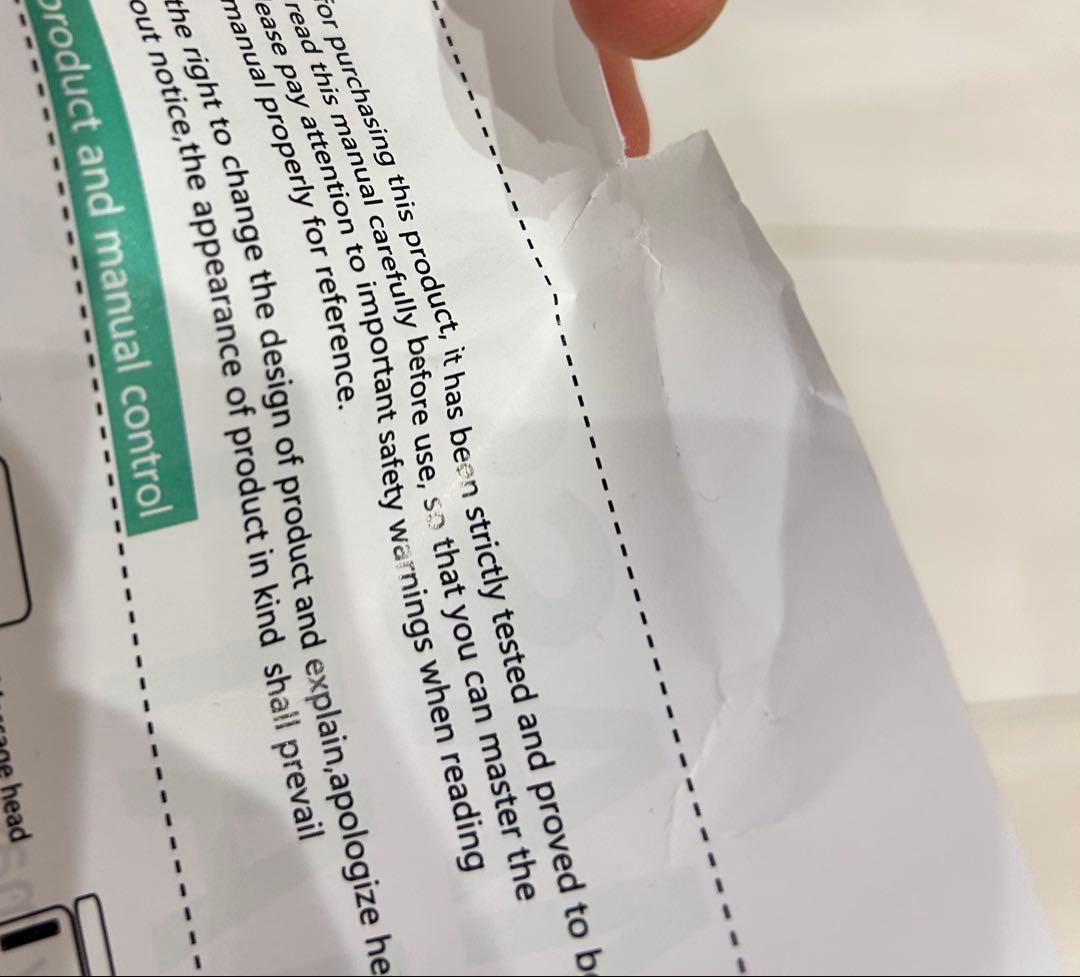 for purchasing this product, it has been strictly tested and proved to
read this manual carefully before use, so that you can master the
pay attention to important safety warnings when reading
manual properly for reference.
the right to change the design of product and explain,apologize
out notice,the appearance of product in kind shall prevail
product and manual control
head